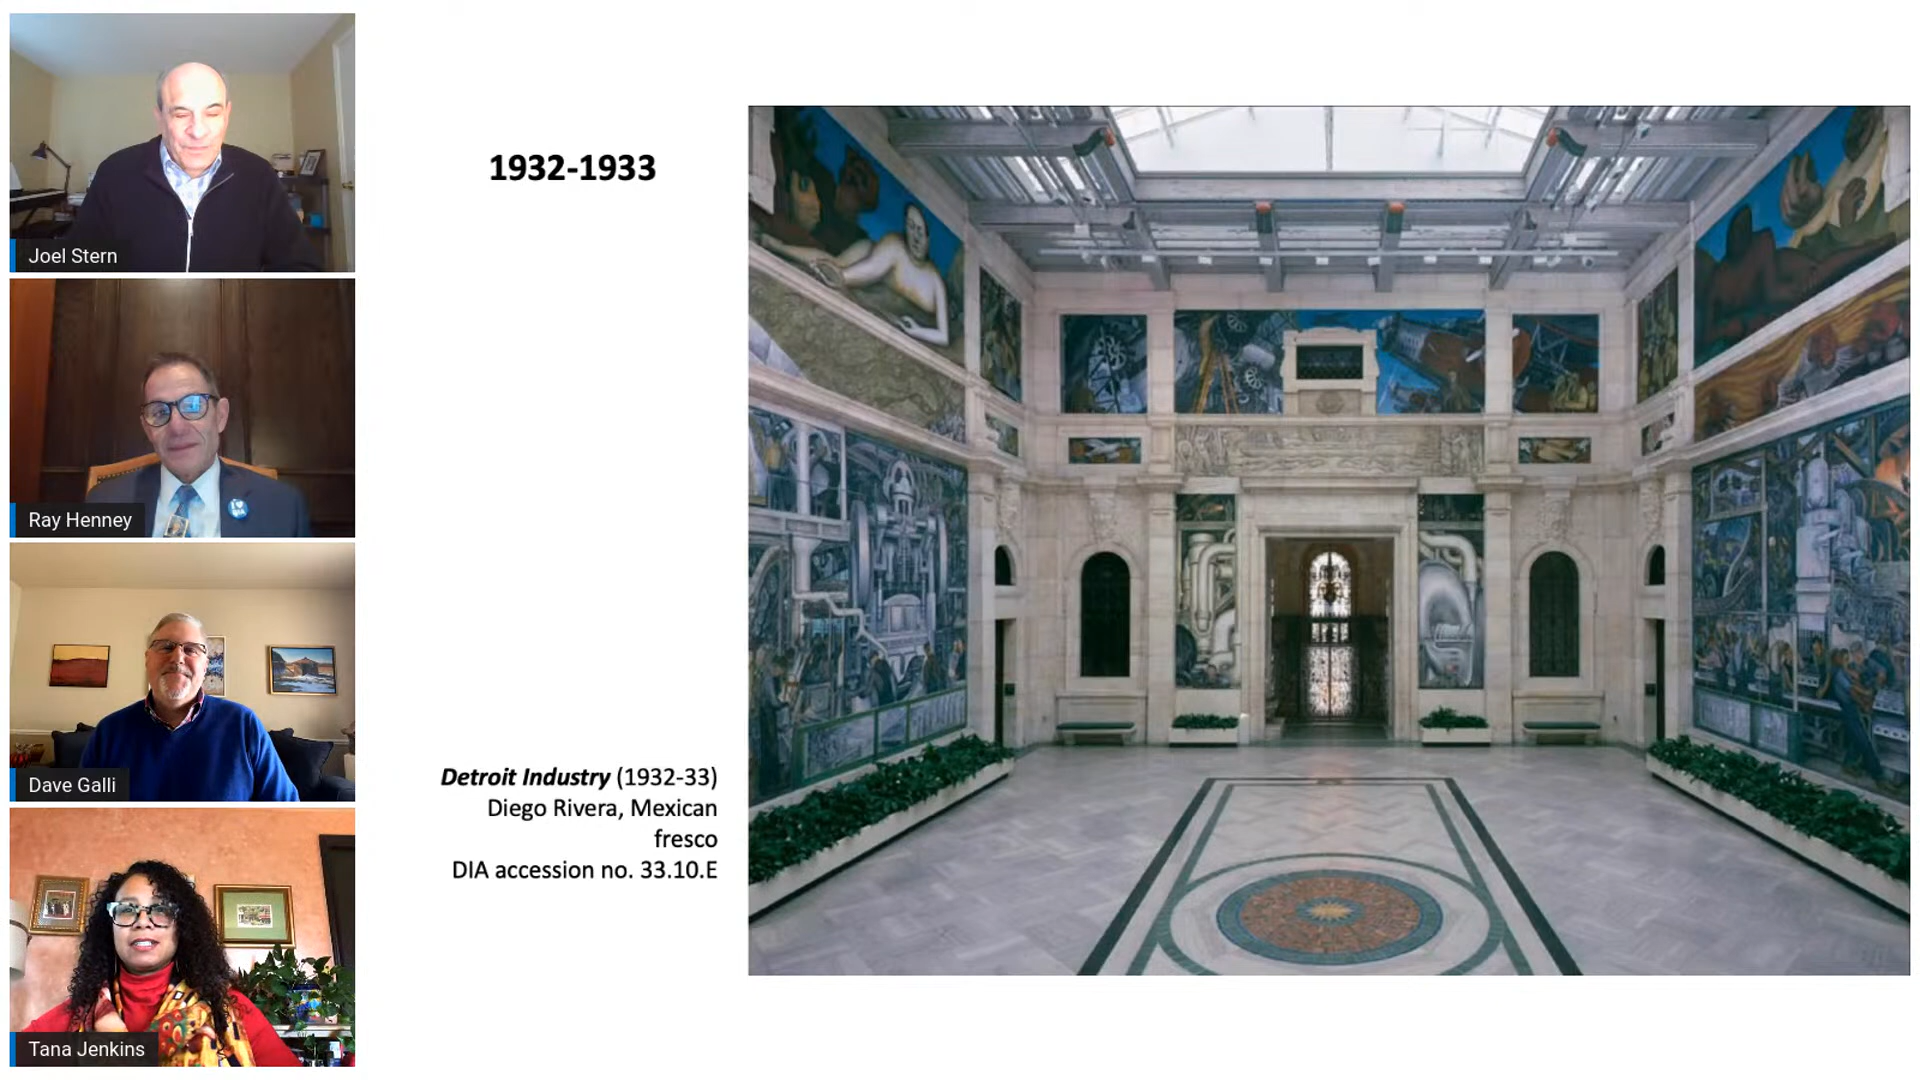 Joel Stern
Ray Henney
Dave Galli
Tana Jenkins
1932-1933
Detroit Industry (1932-33)
Diego Rivera, Mexican
fresco
DIA accession no. 33.10.E